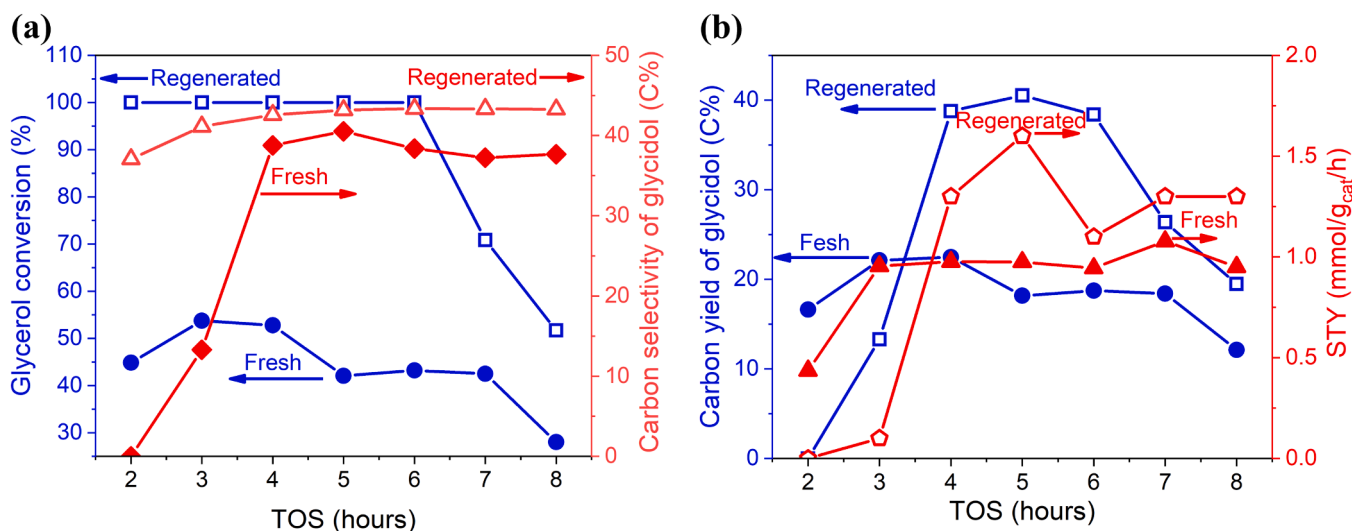 (a)
Glycerol conversion (%)
110
100
90
80
70
60
50
40
30
Regenerated
Regenerated
Fresh
Fresh
50
40
30
20
10
0
Carbon selectivity of glycidol (C%)
2 3 4 5 6 7 8
TOS (hours)
(b)
Carbon yield of glycidol (C%)
40
30
20
10
0
Regenerated
Regenerated
Fesh
Fresh
2.0
1.5
1.0
0.5
0.0
STY (mmol/g_cat/h)
2 3 4 5 6 7 8
TOS (hours)